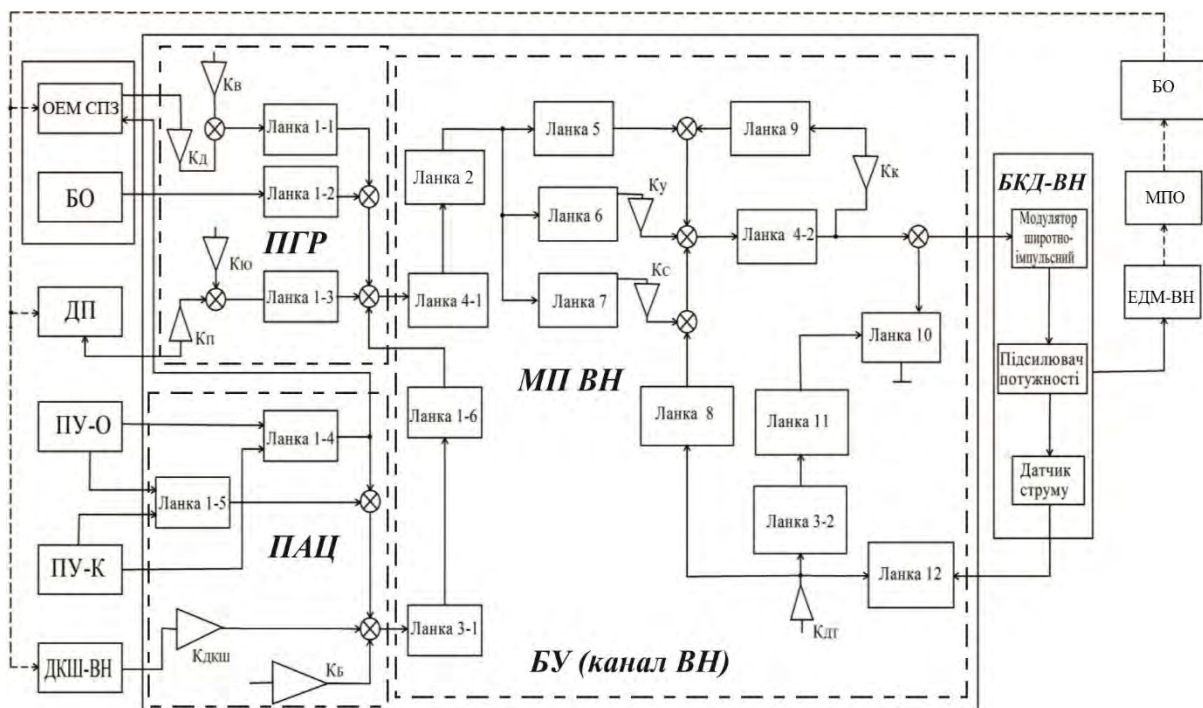 ОЕМ СПЗ
БО
ДП
ПУ-О
ПУ-К
ДКШ-ВН
Кв
Кд
Ланка 1-1
Ланка 1-2
ПГР
Кю
Ланка 1-3
Кп
Ланка 1-4
Ланка 1-5
ПАЦ
Кдкш
КБ
Ланка 2
Ланка 4-1
Ланка 1-6
Ланка 3-1
Ланка 5
Ланка 9
Ланка 6
Ку
Кк
Ланка 4-2
Ланка 7
Кс
МП ВН
Ланка 10
Ланка 8
Ланка 11
Ланка 3-2
Ланка 12
Кдт
БУ (канал ВН)
БКД-ВН
Модулятор
широтно-
імпульсний
Підсилювач
потужності
Датчик
струму
БО
МПО
ЕДМ-ВН